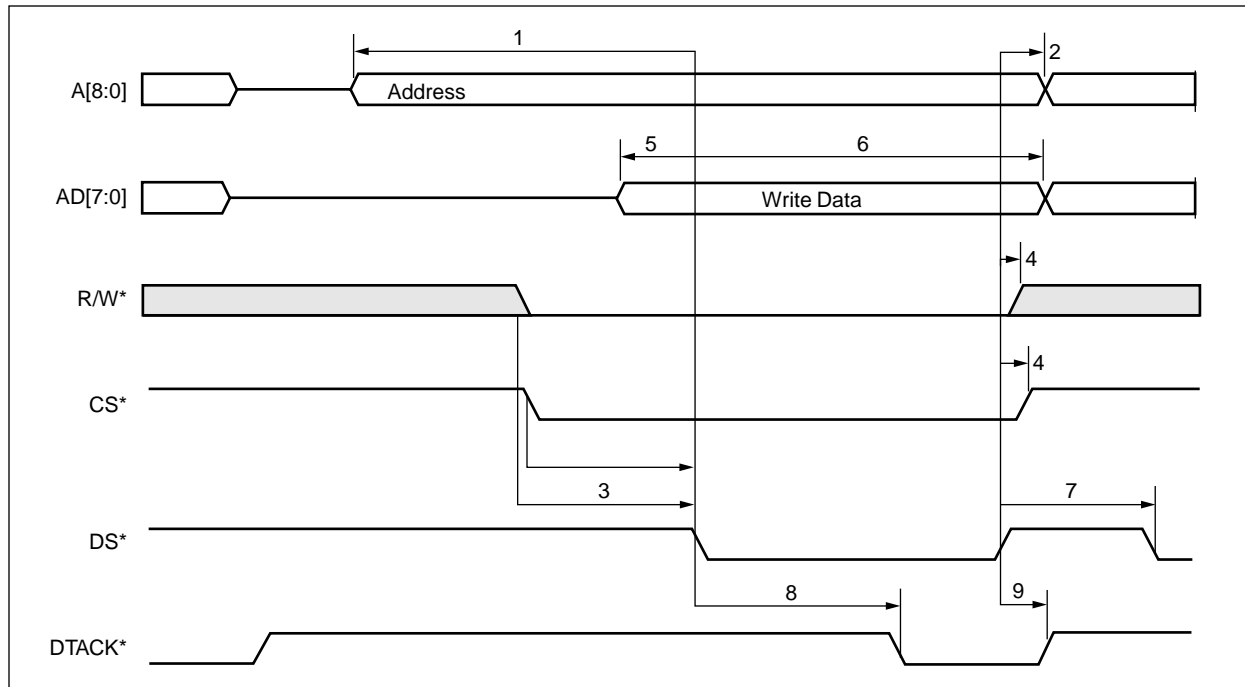 1
2
A[8:0]
Address
5
6
AD[7:0]
Write Data
4
R/W*
4
CS*
3
7
DS*
8
9
DTACK*